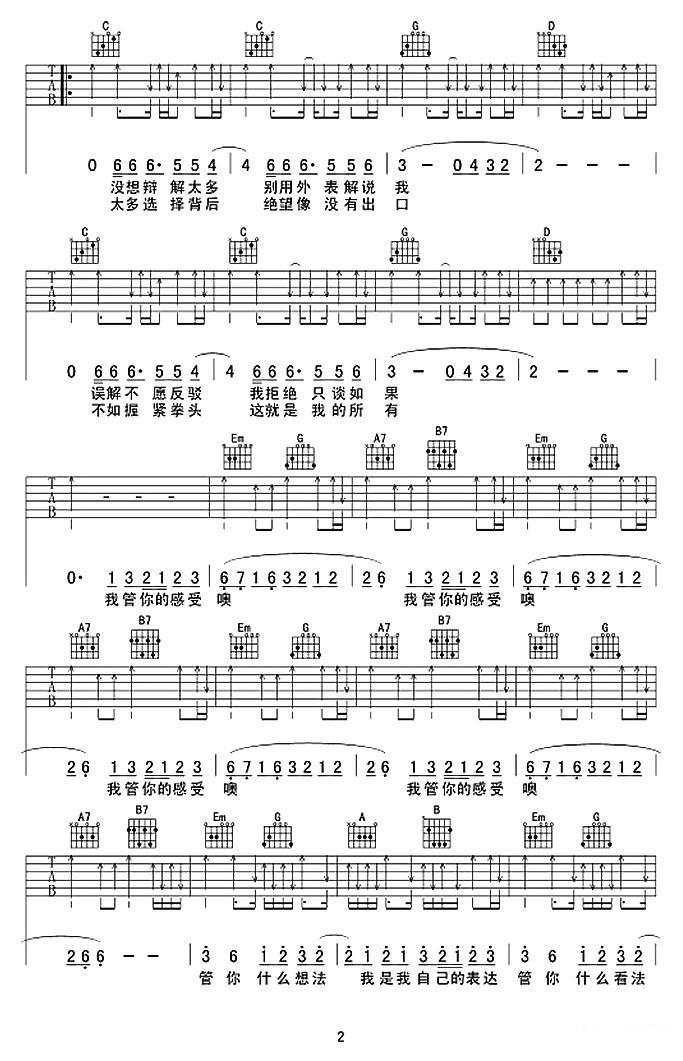 C C G D
T A B
0 6 6 6· 5 5 4 | 4 6 6 6· 5 5 6 | 3 – 0 4 3 2 | 2 – – –
没想辩 解太多 别用外 表解说 我
太多选 择背后 绝望像 没有出 口
C C G D
T A B
0 6 6 6· 5 5 4 | 4 6 6 6· 5 5 6 | 3 – 0 4 3 2 | 2 – – –
误解不 愿反驳 我拒绝 只谈如 果
不如握 紧拳头 这就是 我的所 有
Em G A7 B7 Em G
T A B – – –
0· 1 3 2 1 2 3 | 6 7 1 6 3 2 1 2 | 2 6 1 3 2 1 2 3 | 6 7 1 6 3 2 1 2
我管你的感受 噢 我管你的感受 噢
A7 B7 Em G A7 B7 Em G
T A B
2 6 1 3 2 1 2 3 | 6 7 1 6 3 2 1 2 | 2 6 1 3 2 1 2 3 | 6 7 1 6 3 2 1 2
我管你的感受 噢 我管你的感受 噢
A7 B7 Em G A B Em G
T A B
2 6 6 – – | 3 6 1 2 3 2 | 2 1 2 3 2 1 2 2 | 3 6 1 2 3 2
管你 什么想法 我是我自己的表达 管你 什么看法
2